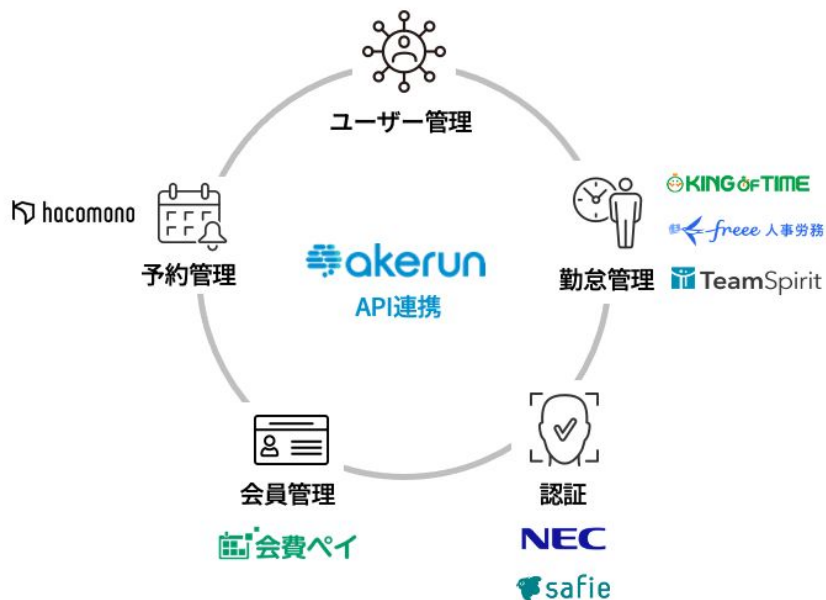 ユーザー管理
hacomono
予約管理
akerun
API連携
勤怠管理
KING OF TIME
freee 人事労務
TeamSpirit
会員管理
会費ペイ
認証
NEC
safie